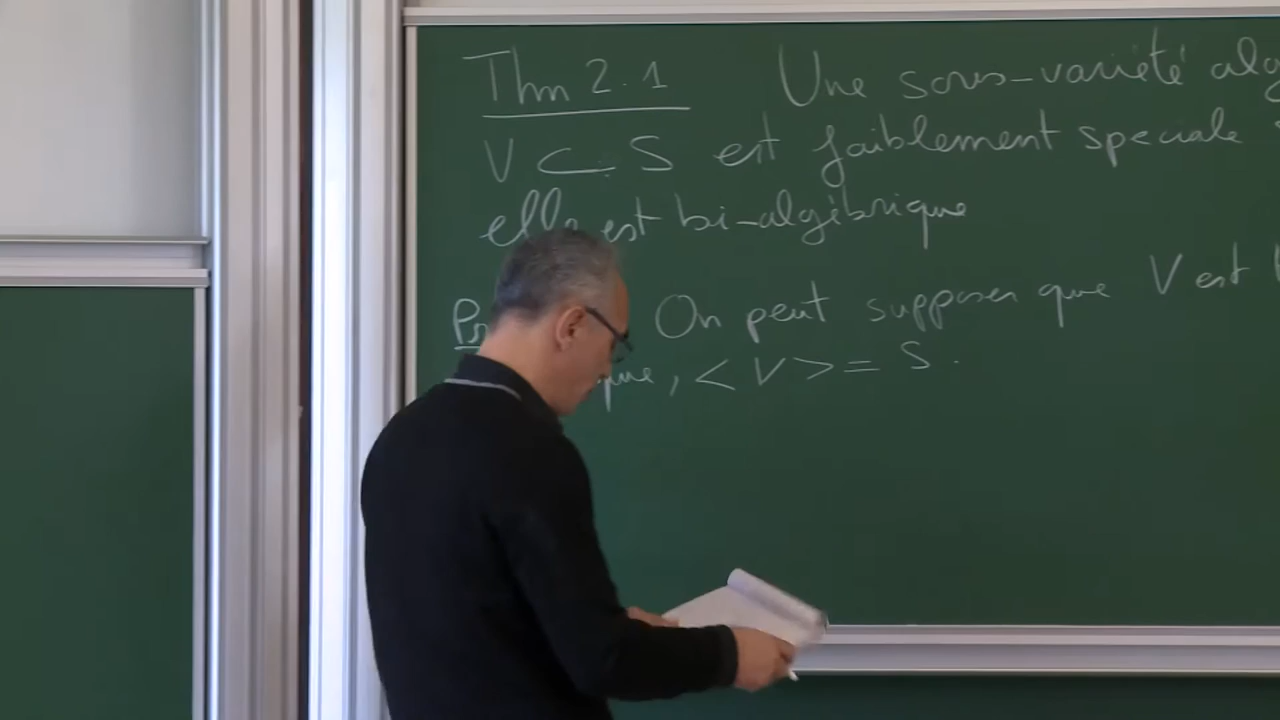 Thm 2.1 Une sous-variété alg
V ⊂ S est faiblement speciale
elle est bi-algébrique
Pr On peut supposer que V est
que, < V > = S.